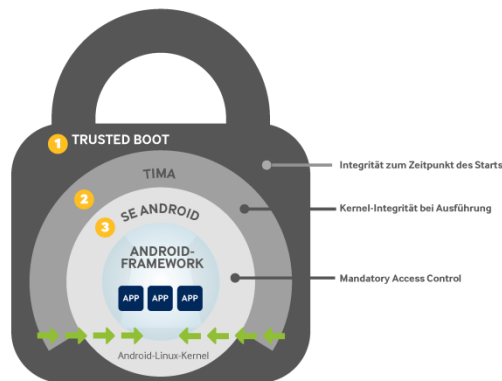 1 TRUSTED BOOT
TIMA
2
SE ANDROID
3
ANDROID-
FRAMEWORK
APP APP APP
Android-Linux-Kernel
Integrität zum Zeitpunkt des Starts
Kernel-Integrität bei Ausführung
Mandatory Access Control